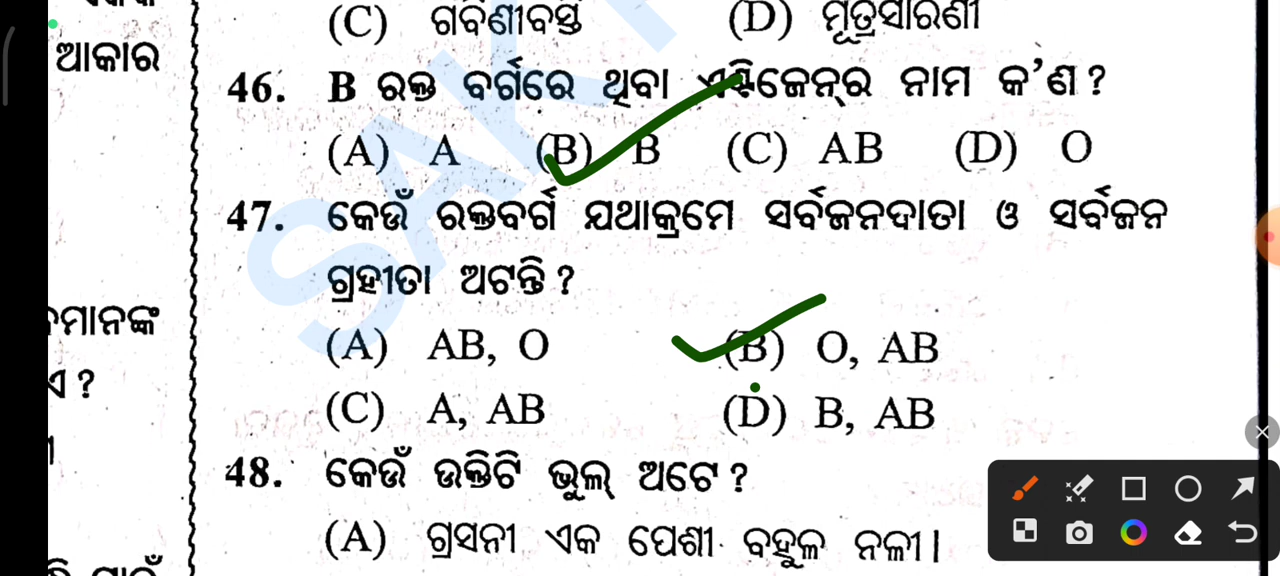 (C) ଗବିଣୀବସ୍ତି (D) ମୂତ୍ରସାରଣୀ
ଆକାର
46. B ରକ୍ତ ବର୍ଗରେ ଥିବା ଏଣ୍ଟିଜେନ୍‌ର ନାମ କ'ଣ ?
(A) A (B) B (C) AB (D) O
47. କେଉଁ ରକ୍ତବର୍ଗ ଯଥାକ୍ରମେ ସର୍ବଜନଦାତା ଓ ସର୍ବଜନ
ଗ୍ରହୀତା ଅଟନ୍ତି ?
(A) AB, O (B) O, AB
(C) A, AB (D) B, AB
48. କେଉଁ ଉକ୍ତିଟି ଭୁଲ୍ ଅଟେ ?
(A) ଗ୍ରସନୀ ଏକ ପେଶୀ ବହୁଳ ନଳୀ।